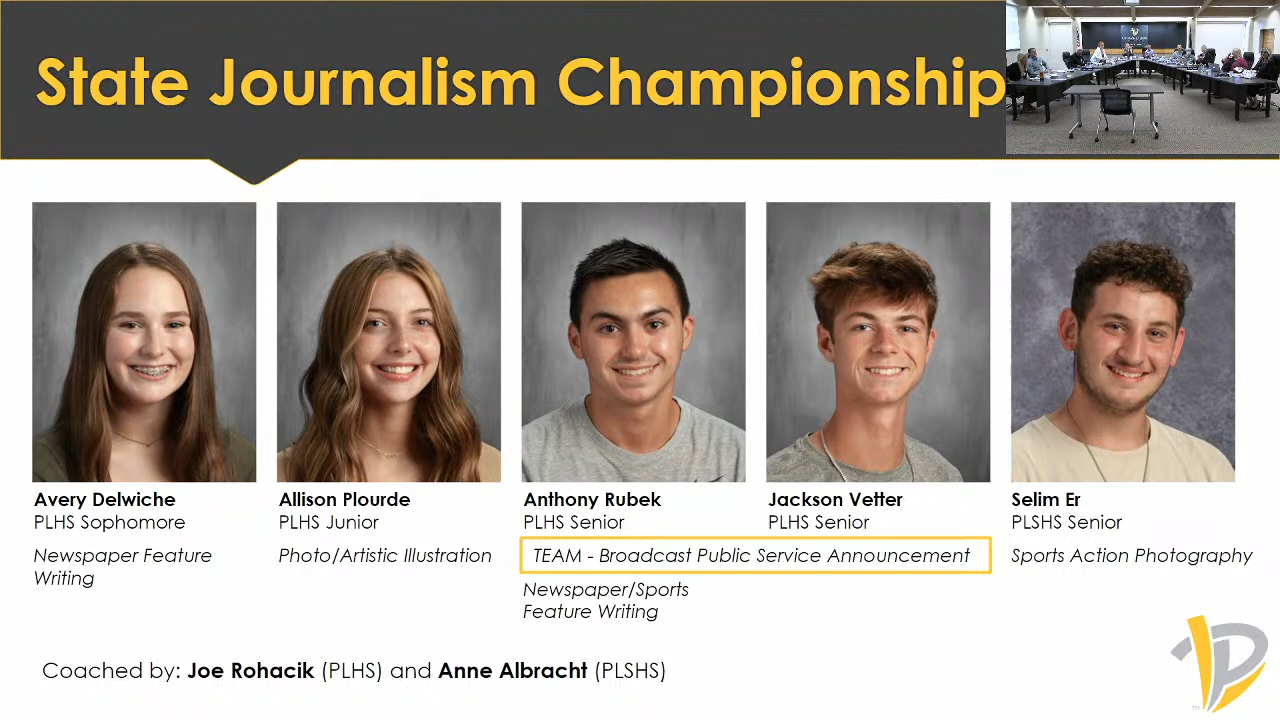 State Journalism Championship
Avery Delwiche
PLHS Sophomore
Newspaper Feature
Writing
Allison Plourde
PLHS Junior
Photo/Artistic Illustration
Anthony Rubek
PLHS Senior
Jackson Vetter
PLHS Senior
TEAM - Broadcast Public Service Announcement
Newspaper/Sports
Feature Writing
Selim Er
PLSHS Senior
Sports Action Photography
Coached by: Joe Rohacik (PLHS) and Anne Albracht (PLSHS)